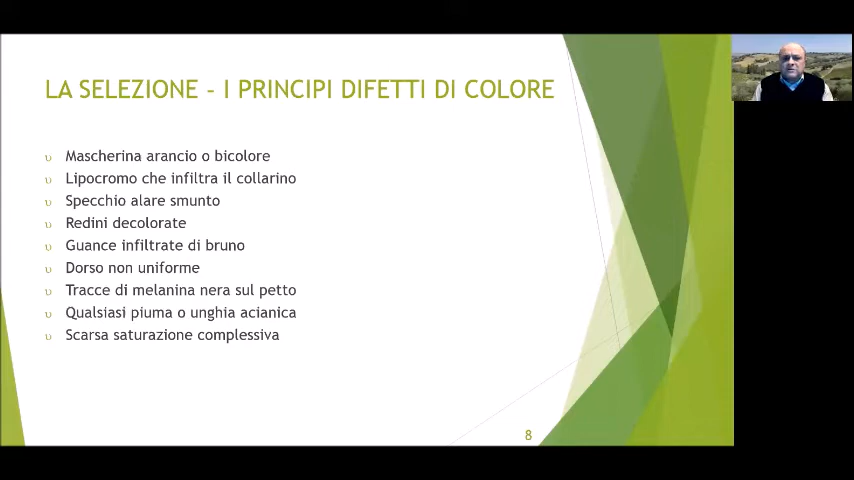 LA SELEZIONE – I PRINCIPI DIFETTI DI COLORE
Mascherina arancio o bicolore
Lipocromo che infiltra il collarino
Specchio alare smunto
Redini decolorate
Guance infiltrate di bruno
Dorso non uniforme
Tracce di melanina nera sul petto
Qualsiasi piuma o unghia acianica
Scarsa saturazione complessiva
8